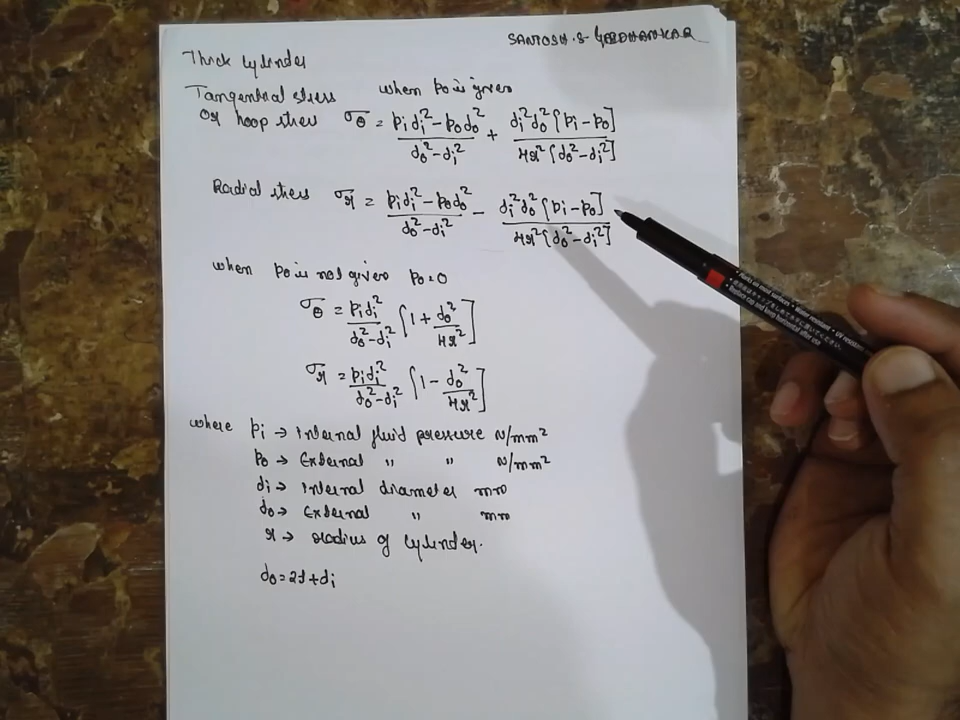 SANTOSH.S.
Thick cylinder
Tangential stress when po is given
or hoop stress σθ = (pi di² - po do²)/(do² - di²) + (di² do² [pi - po])/(4r² [do² - di²])
Radial stress σr = (pi di² - po do²)/(do² - di²) - (di² do² [pi - po])/(4r² [do² - di²])
when po is not given po = 0
σθ = (pi di²)/(do² - di²) [1 + do²/4r²]
σr = (pi di²)/(do² - di²) [1 - do²/4r²]
where pi → Internal fluid pressure N/mm²
po → External " " N/mm²
di → Internal diameter mm
do → External " mm
r → radius of cylinder.
do = 2t + di